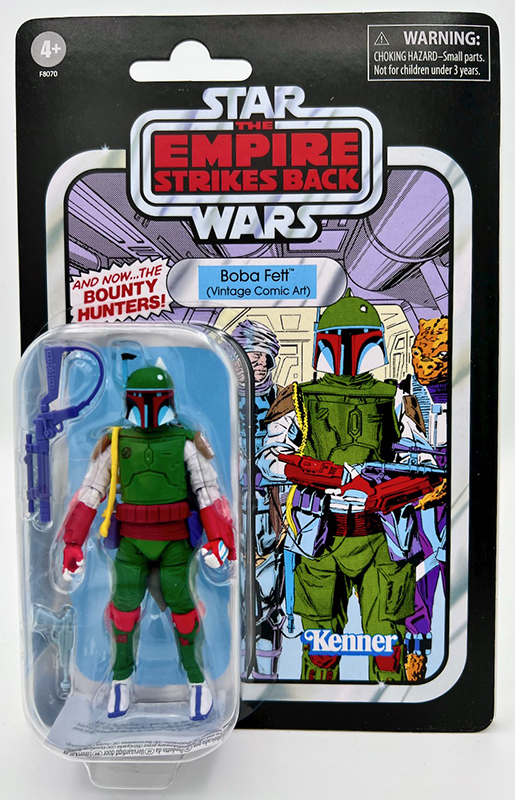 4+
F8070
⚠ WARNING:
CHOKING HAZARD–Small parts.
Not for children under 3 years.
STAR
THE
EMPIRE
STRIKES BACK
WARS
Boba Fett™
(Vintage Comic Art)
AND NOW...THE
BOUNTY
HUNTERS!
Kenner